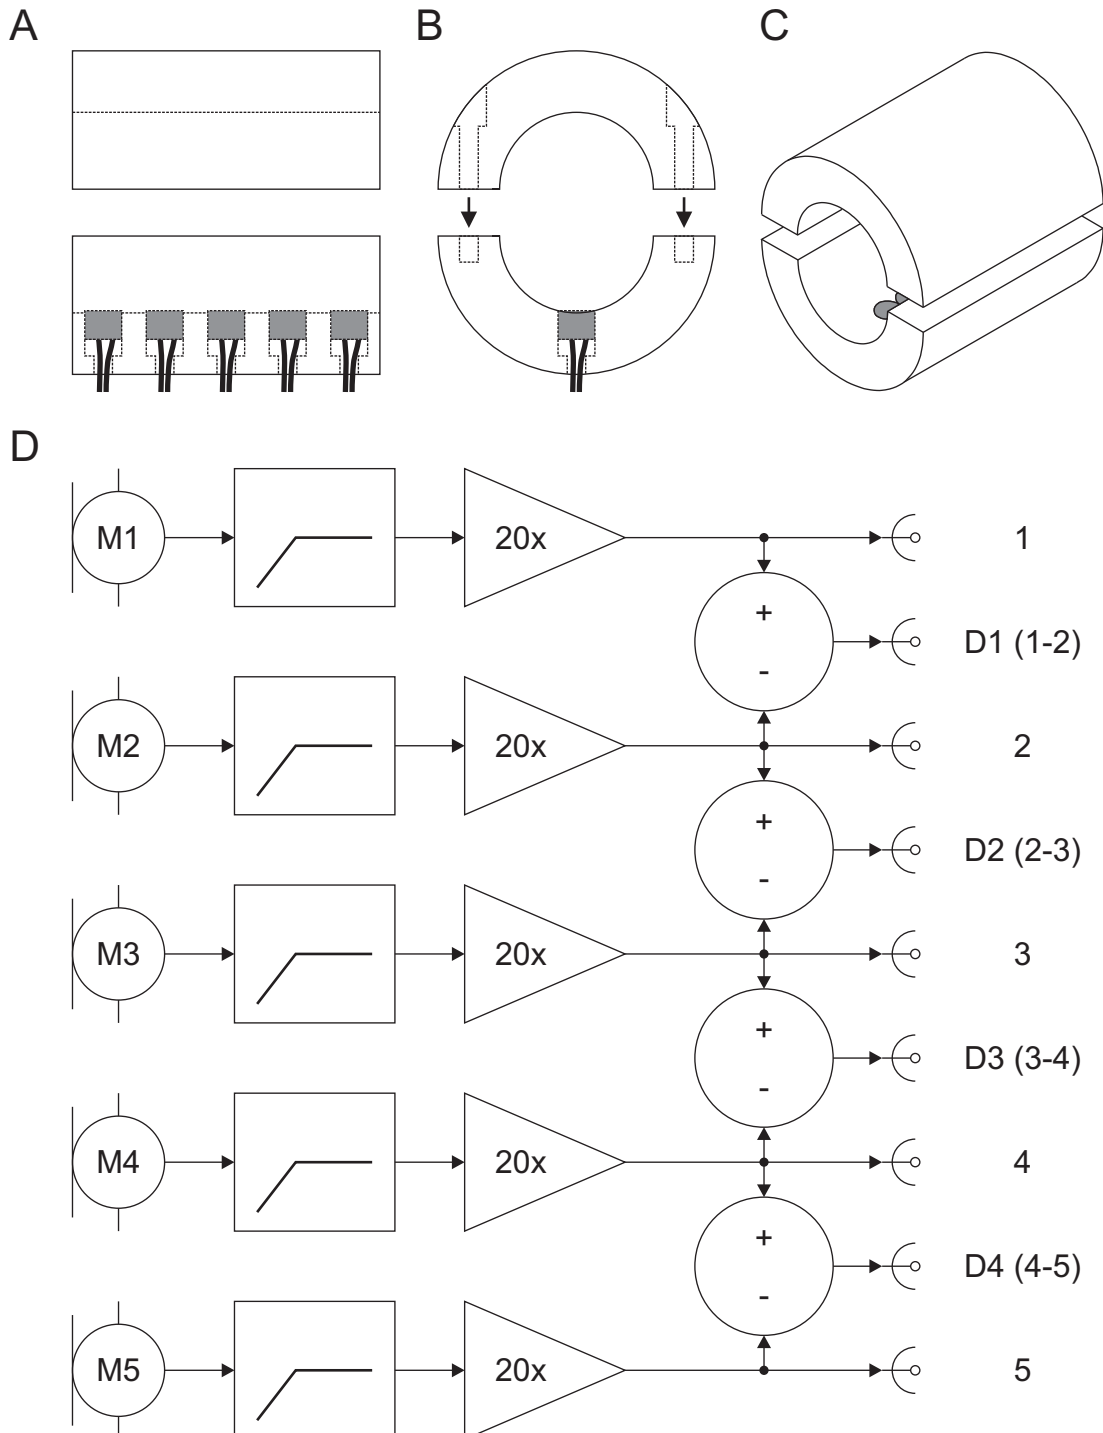 A B C
D
M1 20x 1
+
-
D1 (1-2)
M2 20x 2
+
-
D2 (2-3)
M3 20x 3
+
-
D3 (3-4)
M4 20x 4
+
-
D4 (4-5)
M5 20x 5